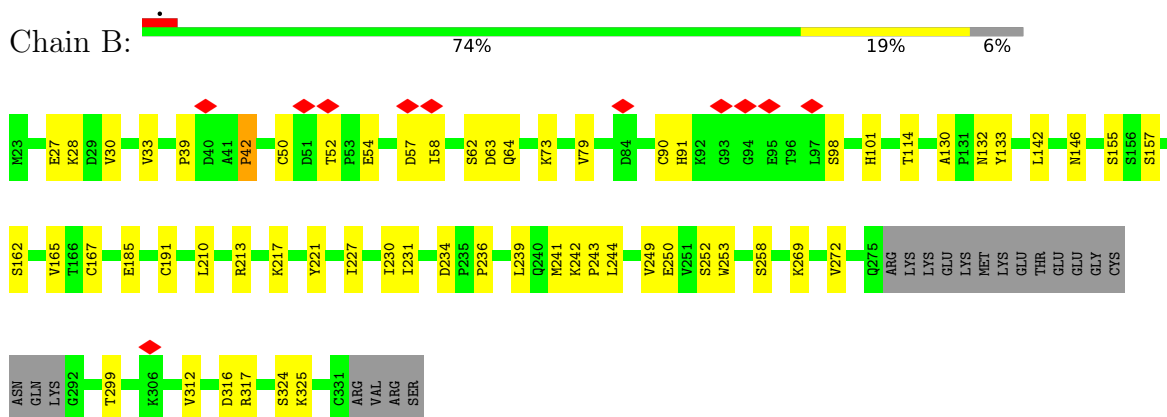 •
Chain B:
74% 19% 6%
M23 E27 K28 D29 V30 V33 P39 D40 A41 P42 C50 D51 T52 P53 E54 D57 I58 S62 D63 Q64 K73 V79 D84 C90 H91 K92 G93 G94 E95 T96 L97 S98 H101 T114 A130 P131 N132 Y133 L142 N146 S155 S156 S157
S162 V165 T166 C167 E185 C191 L210 R213 K217 Y221 I227 I230 I231 D234 P235 P236 L239 Q240 M241 K242 P243 L244 V249 E250 V251 S252 W253 S258 K269 V272 Q275 ARG LYS LYS GLU LYS MET LYS GLU THR GLU GLU GLY CYS
ASN GLN LYS G292 T299 K306 V312 D316 R317 S324 K325 C331 ARG VAL ARG SER